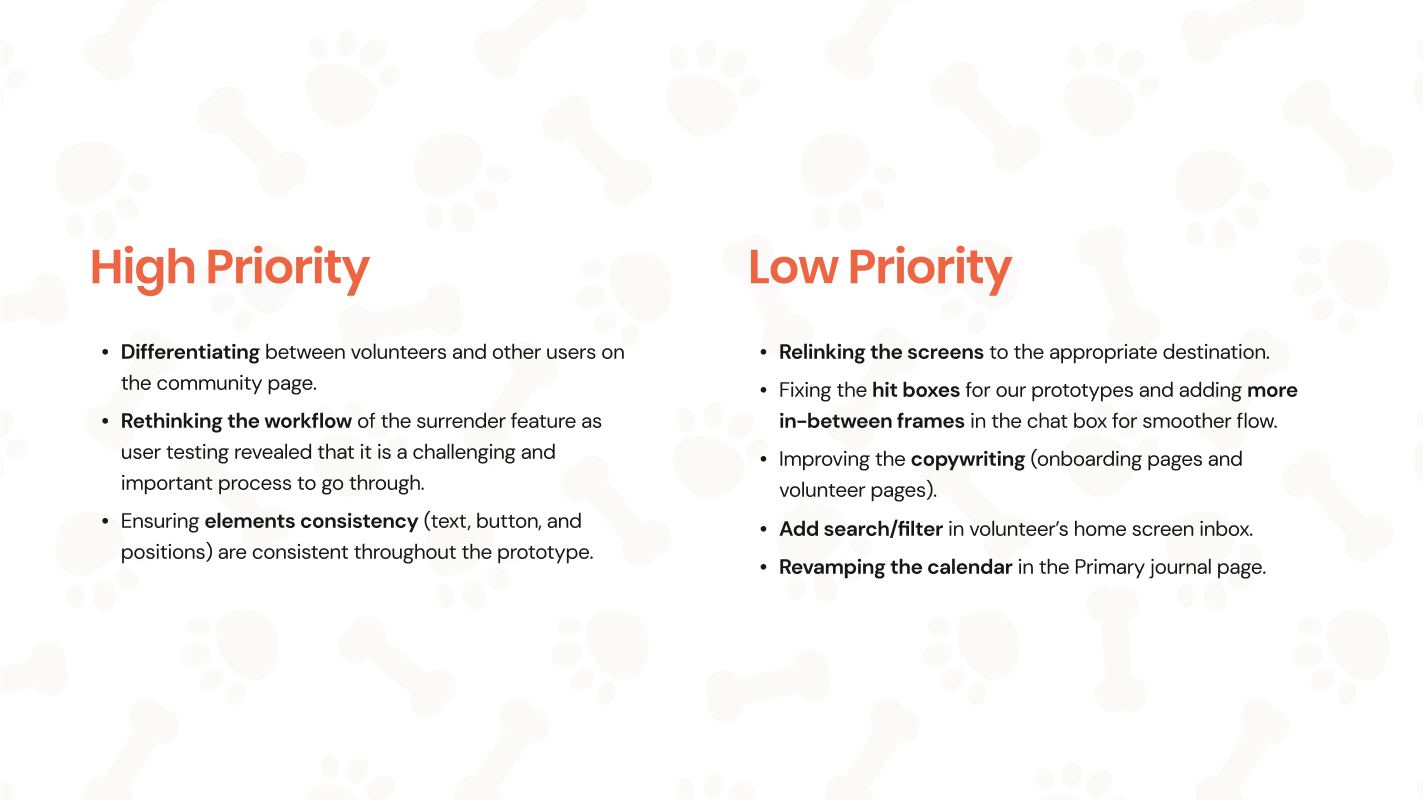 High Priority
• Differentiating between volunteers and other users on
the community page.
• Rethinking the workflow of the surrender feature as
user testing revealed that it is a challenging and
important process to go through.
• Ensuring elements consistency (text, button, and
positions) are consistent throughout the prototype.
Low Priority
• Relinking the screens to the appropriate destination.
• Fixing the hit boxes for our prototypes and adding more
in-between frames in the chat box for smoother flow.
• Improving the copywriting (onboarding pages and
volunteer pages).
• Add search/filter in volunteer’s home screen inbox.
• Revamping the calendar in the Primary journal page.